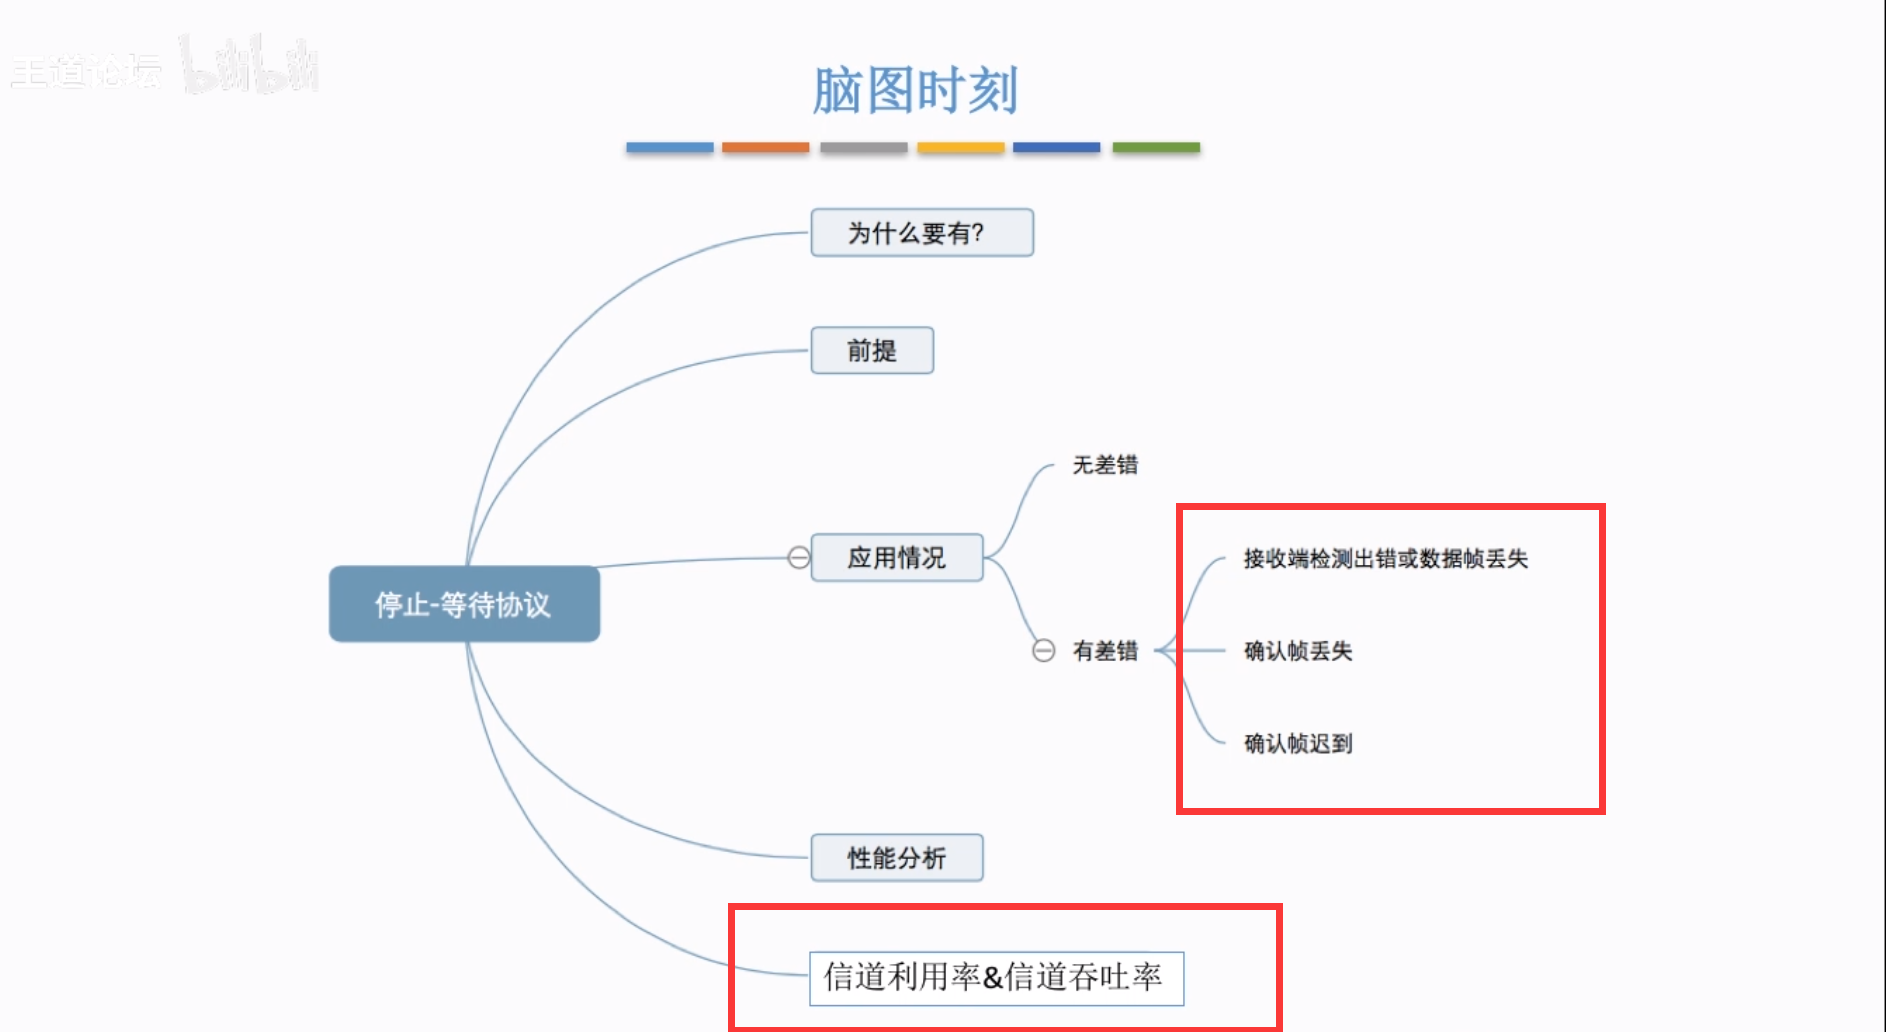 王道论坛 bilibili
脑图时刻
为什么要有?
前提
无差错
接收端检测出错或数据帧丢失
应用情况
停止-等待协议
有差错
确认帧丢失
确认帧迟到
性能分析
信道利用率&信道吞吐率